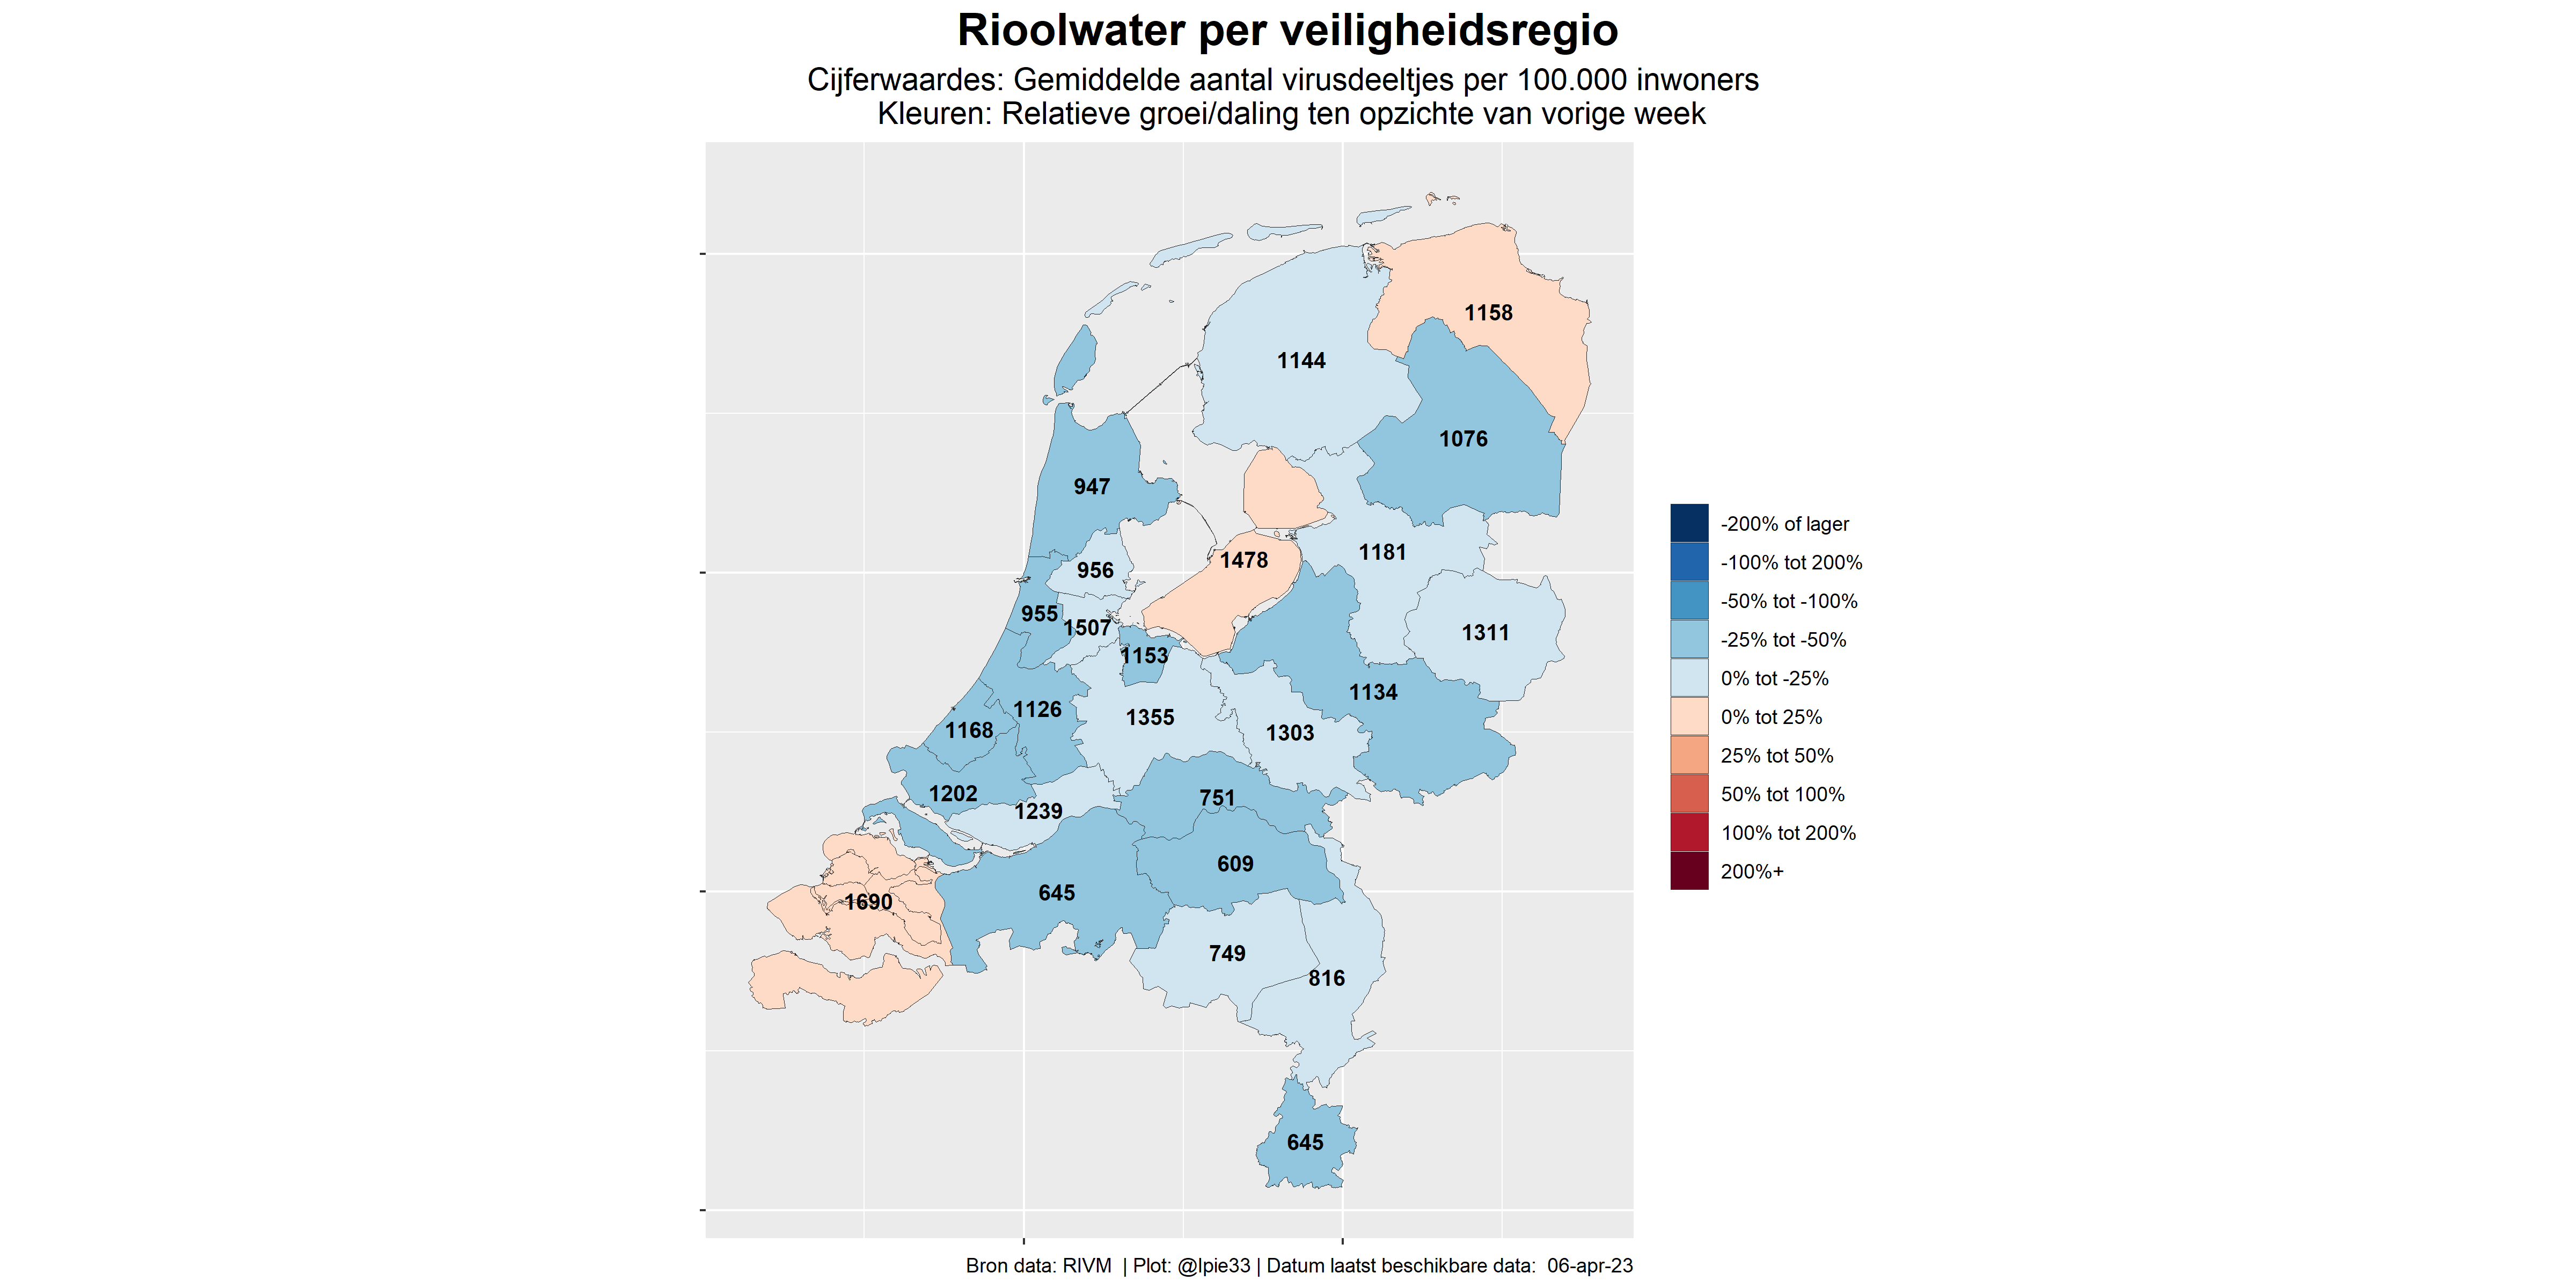 Rioolwater per veiligheidsregio
Cijferwaardes: Gemiddelde aantal virusdeeltjes per 100.000 inwoners
Kleuren: Relatieve groei/daling ten opzichte van vorige week
1158
1144
1076
947
1181
1478
956
955
1507
1311
1153
1134
1126
1355
1168
1303
1202
751
1239
609
645
1690
749
816
645
-200% of lager
-100% tot 200%
-50% tot -100%
-25% tot -50%
0% tot -25%
0% tot 25%
25% tot 50%
50% tot 100%
100% tot 200%
200%+
Bron data: RIVM | Plot: @YorickB | Datum laatst beschikbare data: 06-apr-23